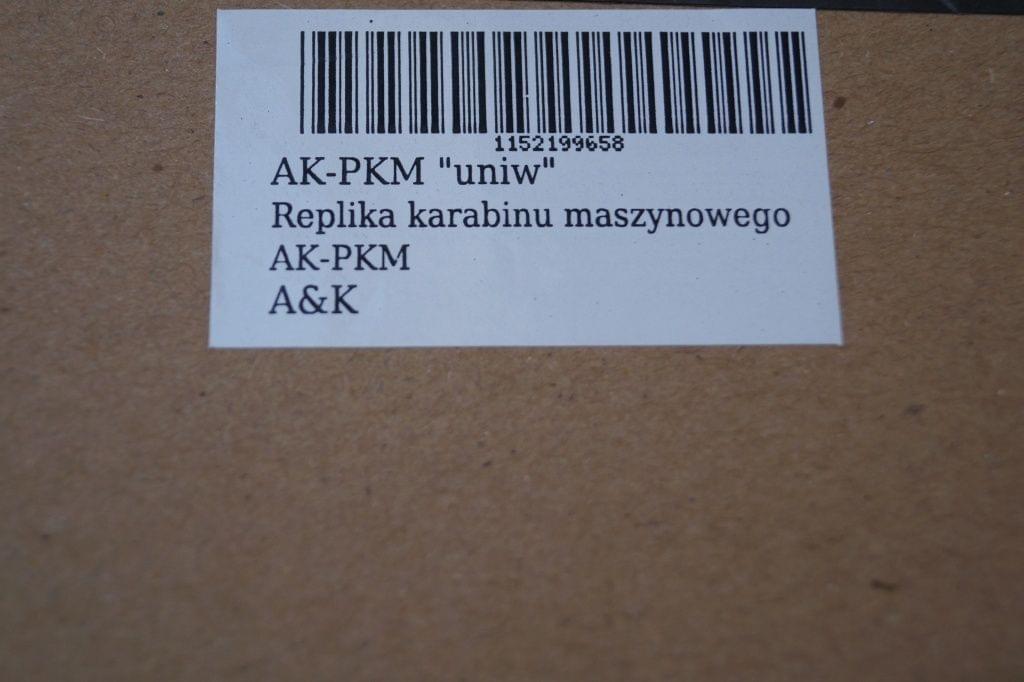 1152199658
AK-PKM "uniw"
Replika karabinu maszynowego
AK-PKM
A&K